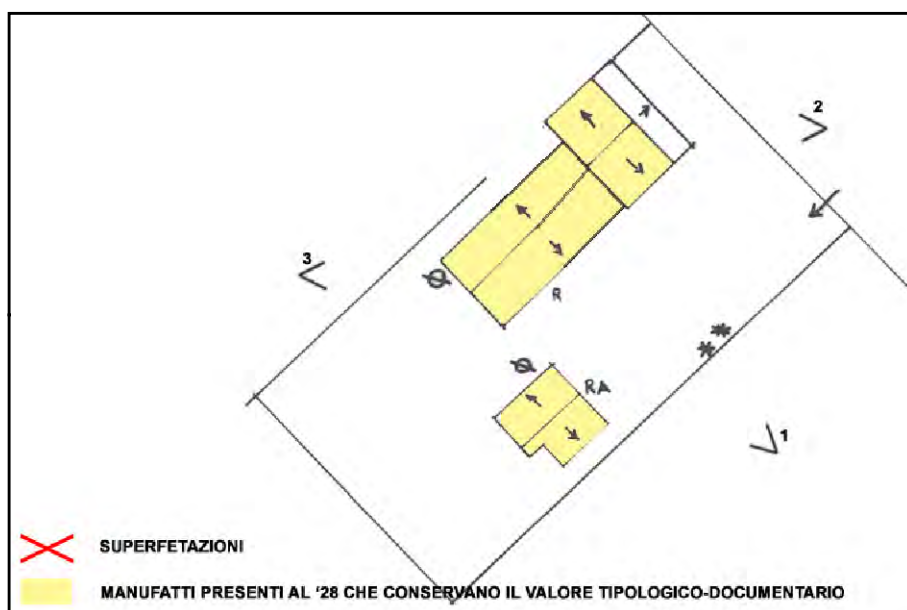 2
3
φ
R
φ
RA
**
1
SUPERFETAZIONI
MANUFATTI PRESENTI AL '28 CHE CONSERVANO IL VALORE TIPOLOGICO-DOCUMENTARIO